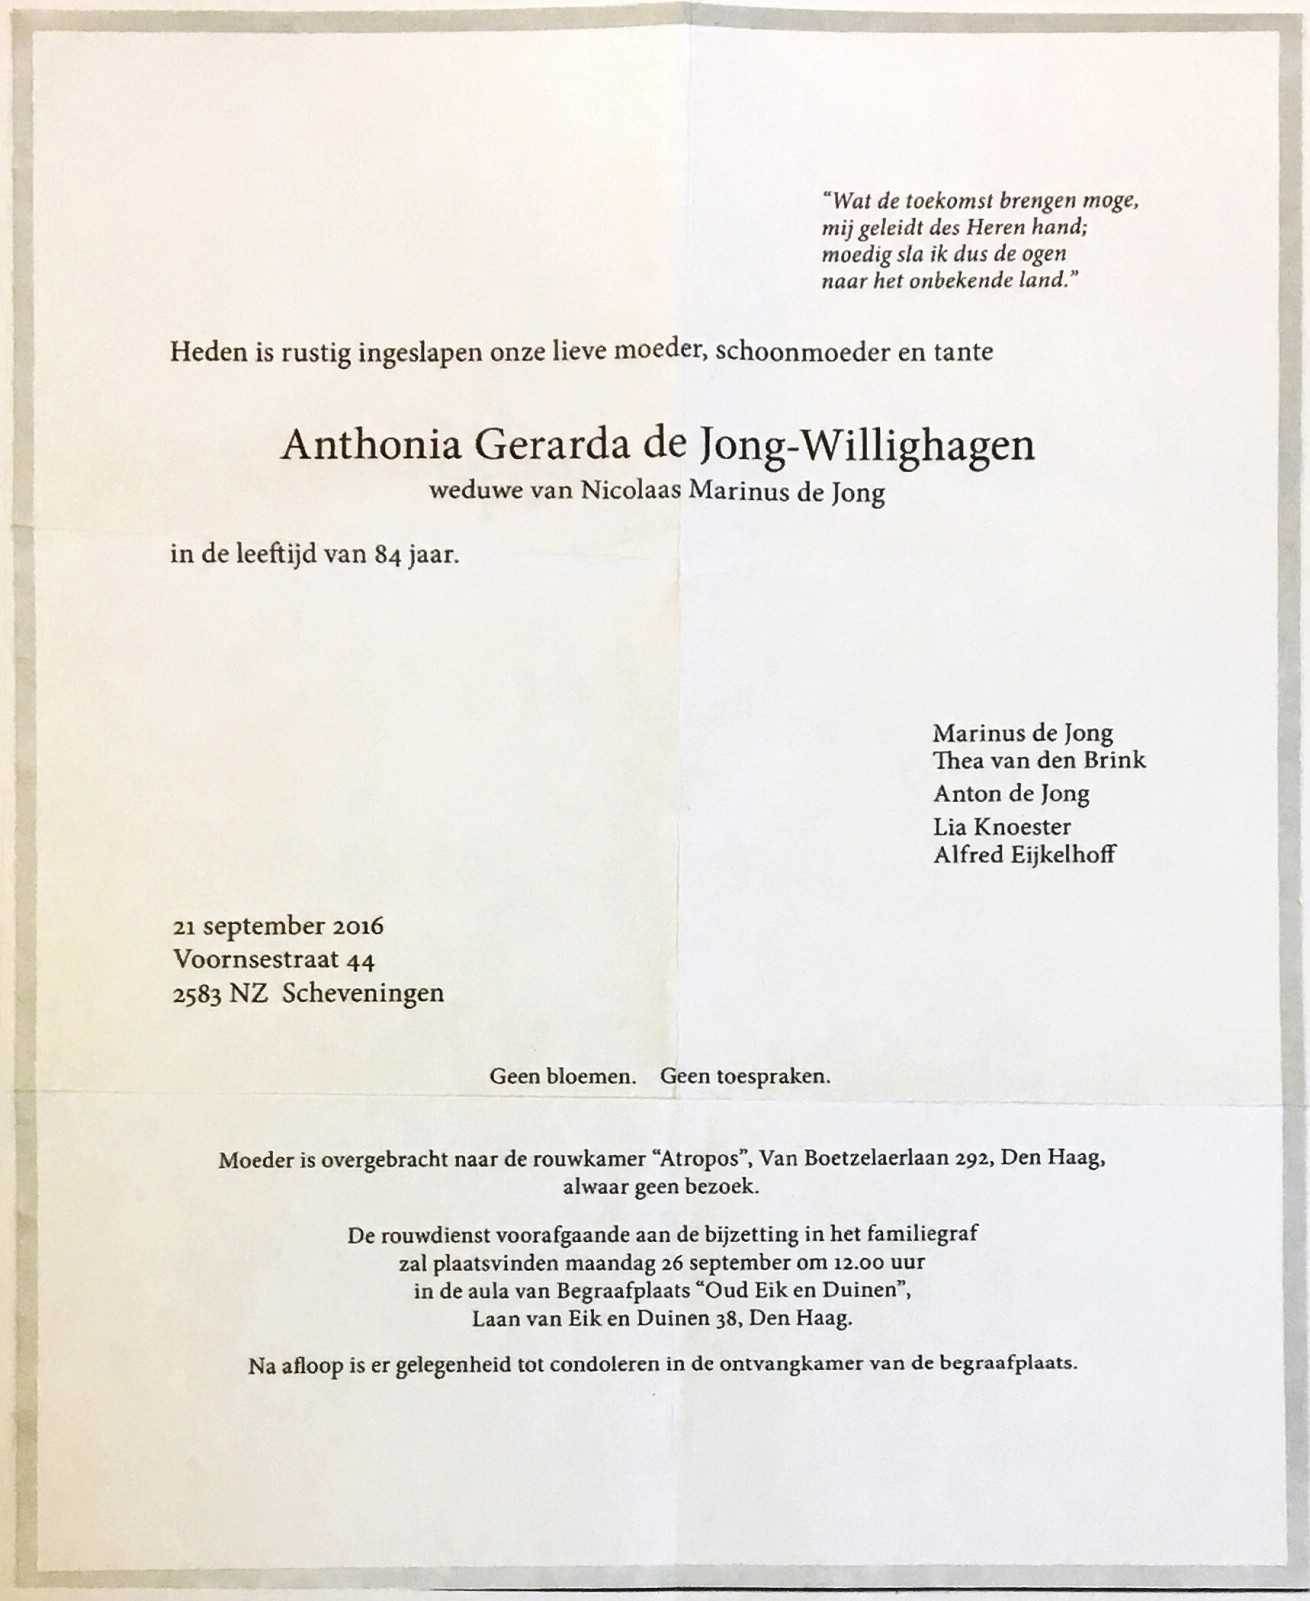 “Wat de toekomst brengen moge,
mij geleidt des Heren hand;
moedig sla ik dus de ogen
naar het onbekende land.”
Heden is rustig ingeslapen onze lieve moeder, schoonmoeder en tante
Anthonia Gerarda de Jong-Willighagen
weduwe van Nicolaas Marinus de Jong
in de leeftijd van 84 jaar.
Marinus de Jong
Thea van den Brink
Anton de Jong
Lia Knoester
Alfred Eijkelhoff
21 september 2016
Voornsestraat 44
2583 NZ Scheveningen
Geen bloemen. Geen toespraken.
Moeder is overgebracht naar de rouwkamer “Atropos”, Van Boetzelaerlaan 292, Den Haag,
alwaar geen bezoek.
De rouwdienst voorafgaande aan de bijzetting in het familiegraf
zal plaatsvinden maandag 26 september om 12.00 uur
in de aula van Begraafplaats “Oud Eik en Duinen”,
Laan van Eik en Duinen 38, Den Haag.
Na afloop is er gelegenheid tot condoleren in de ontvangkamer van de begraafplaats.